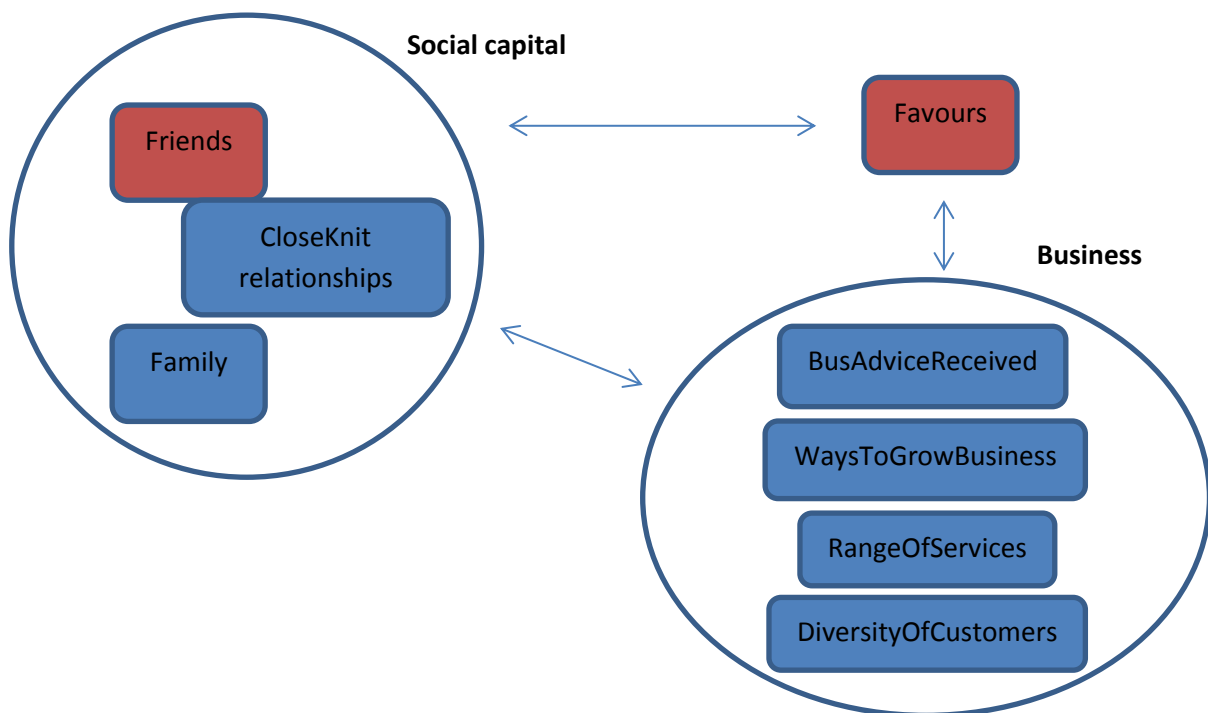 Social capital
Friends
CloseKnit
relationships
Family
Favours
Business
BusAdviceReceived
WaysToGrowBusiness
RangeOfServices
DiversityOfCustomers